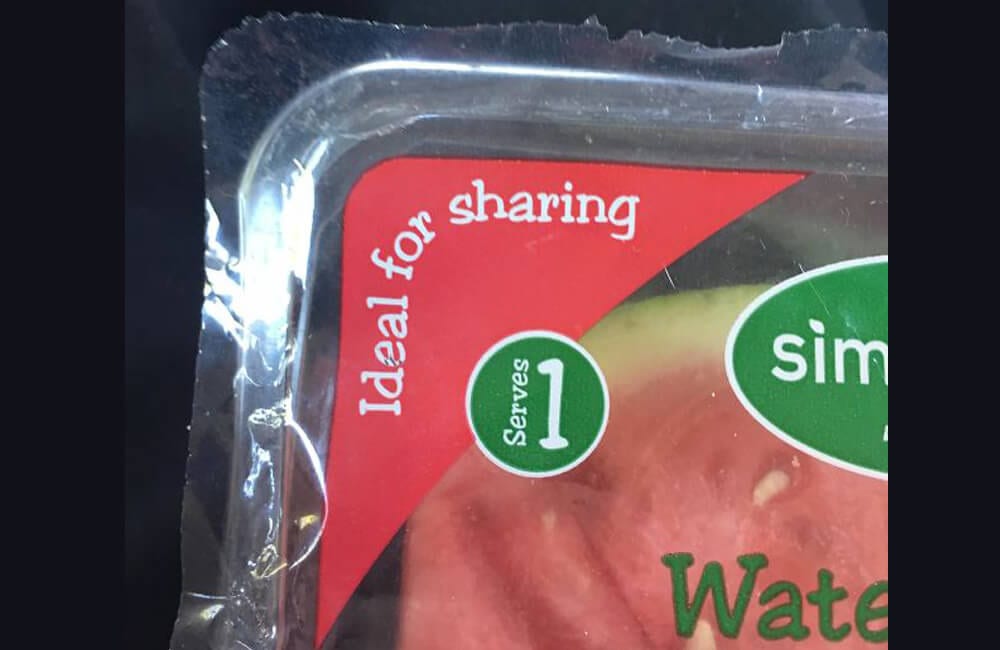 Ideal for sharing
Serves 1
sim
Wate